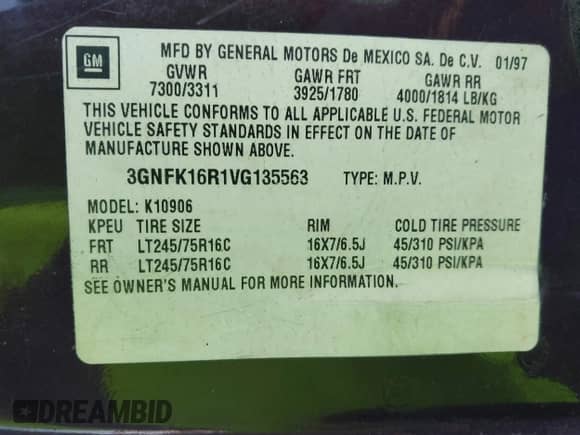 GM
MFD BY GENERAL MOTORS De MEXICO SA. De C.V. 01/97
GVWR GAWR FRT GAWR RR
7300/3311 3925/1780 4000/1814 LB/KG
THIS VEHICLE CONFORMS TO ALL APPLICABLE U.S. FEDERAL MOTOR
VEHICLE SAFETY STANDARDS IN EFFECT ON THE DATE OF
MANUFACTURE SHOWN ABOVE.
3GNFK16R1VG135563 TYPE: M.P.V.
MODEL: K10906
KPEU TIRE SIZE RIM COLD TIRE PRESSURE
FRT LT245/75R16C 16X7/6.5J 45/310 PSI/KPA
RR LT245/75R16C 16X7/6.5J 45/310 PSI/KPA
SEE OWNER'S MANUAL FOR MORE INFORMATION.
DREAMBID